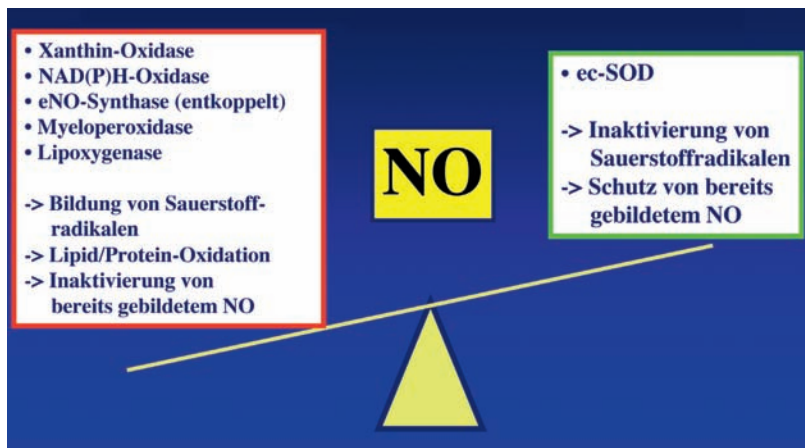 • Xanthin-Oxidase
• NAD(P)H-Oxidase
• eNO-Synthase (entkoppelt)
• Myeloperoxidase
• Lipoxygenase
-> Bildung von Sauerstoff-
radikalen
-> Lipid/Protein-Oxidation
-> Inaktivierung von
bereits gebildetem NO
NO
• ec-SOD
-> Inaktivierung von
Sauerstoffradikalen
-> Schutz von bereits
gebildetem NO